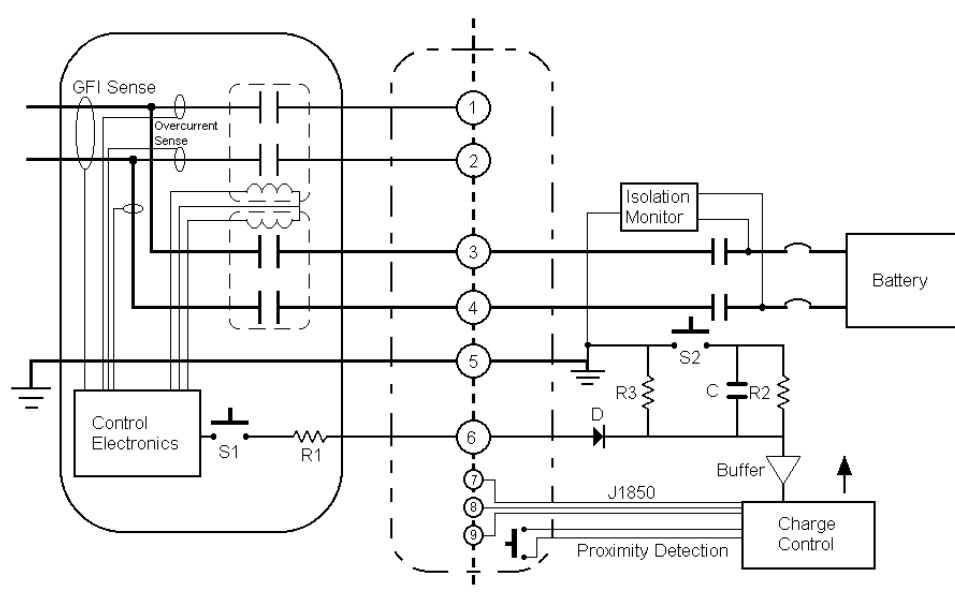 GFI Sense
Overcurrent
Sense
1
2
Isolation
Monitor
3
4
Battery
5
S2
R3
C
R2
D
Control
Electronics
S1
R1
6
Buffer
7
J1850
8
9
Proximity Detection
Charge
Control